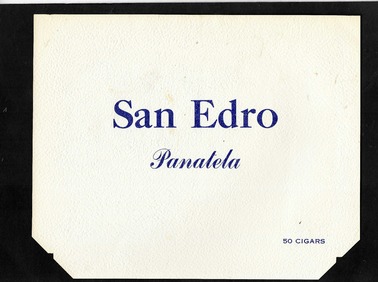 San Edro
Panatela
50 CIGARS